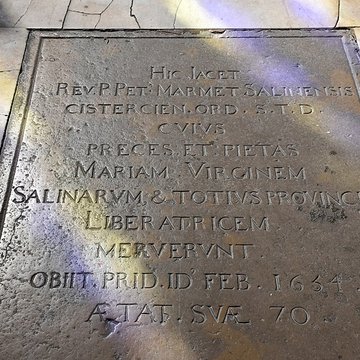 HIC IACET
REV. P. PET. MARMET SALINENSIS
CISTERCIEN. ORD. S. T. D.
CVIVS
PRECES. ET. PIETAS
MARIAM. VIRGINEM
SALINARVM. & TOTIVS PROVINC
LIBERATRICEM
MERVERVNT.
OBIIT. PRID. ID' FEB. 1654.
ÆTAT. SVÆ 70.